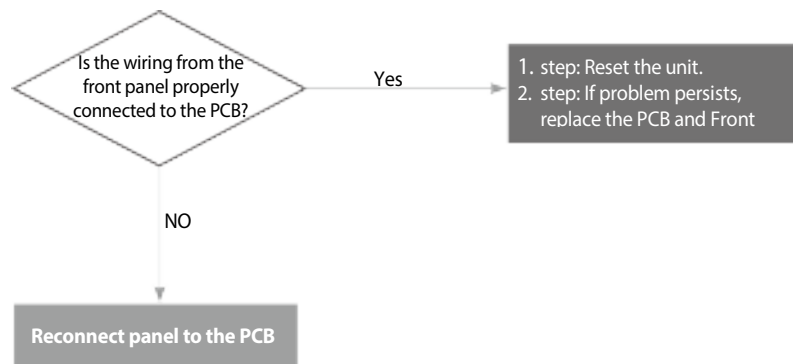 Is the wiring from the
front panel properly
connected to the PCB?
Yes
1. step: Reset the unit.
2. step: If problem persists,
replace the PCB and Front
NO
Reconnect panel to the PCB